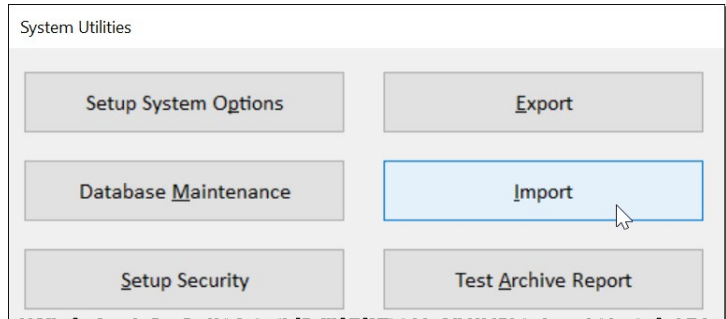 System Utilities
Setup System Options
Export
Database Maintenance
Import
Setup Security
Test Archive Report